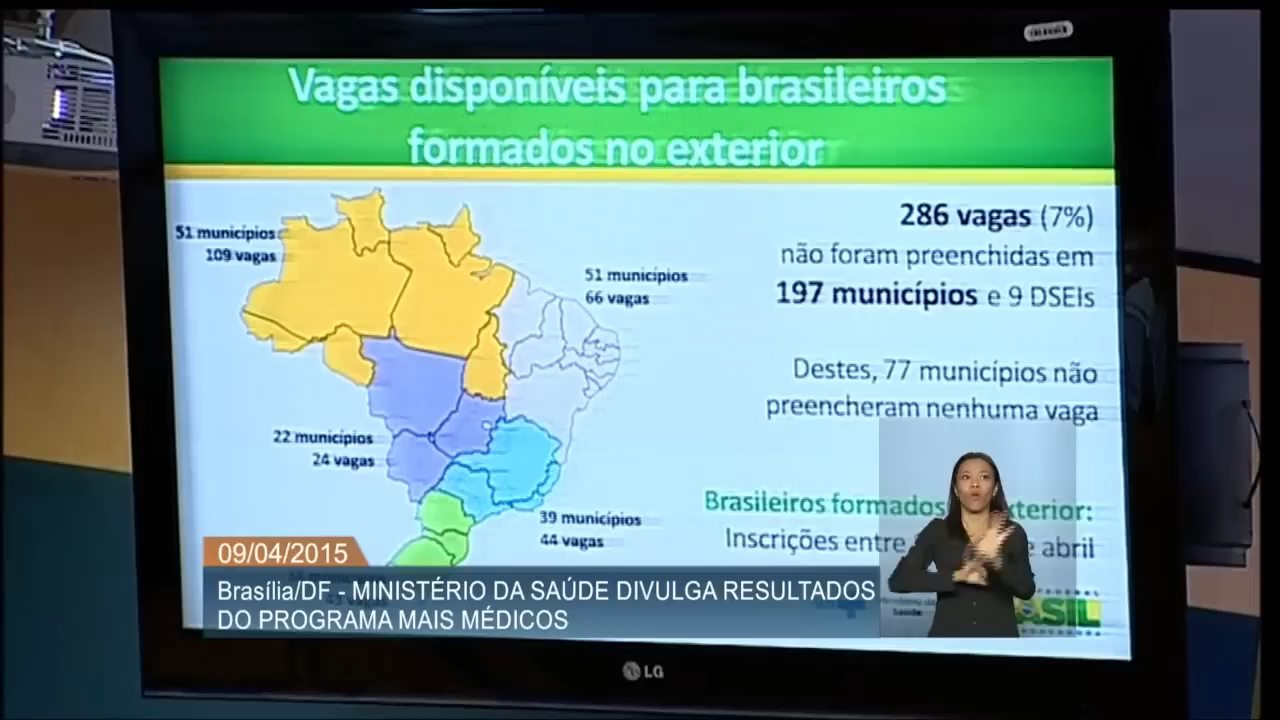 Vagas disponíveis para brasileiros
formados no exterior
51 municípios
109 vagas
51 municípios
66 vagas
22 municípios
24 vagas
39 municípios
44 vagas
286 vagas (7%)
não foram preenchidas em
197 municípios e 9 DSEIs
Destes, 77 municípios não
preencheram nenhuma vaga
Brasileiros formados xterior:
Inscrições entre e abril
Saúde
ASIL
09/04/2015
Brasília/DF - MINISTÉRIO DA SAÚDE DIVULGA RESULTADOS
DO PROGRAMA MAIS MÉDICOS
LG